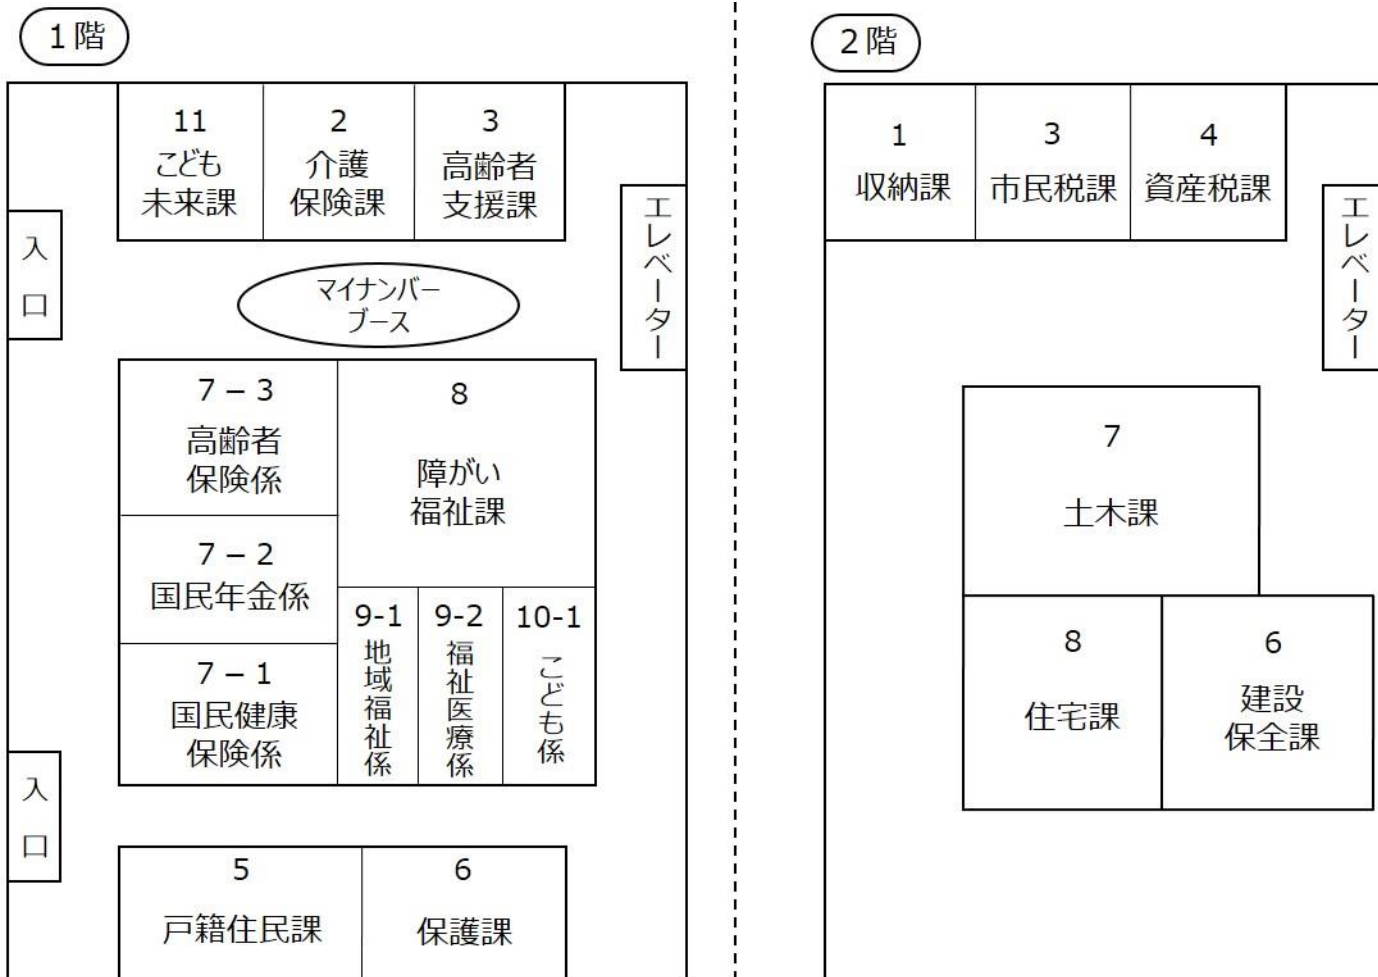 1階
11
こども
未来課
2
介護
保険課
3
高齢者
支援課
入口
エレベーター
マイナンバー
ブース
7－3
高齢者
保険係
8
障がい
福祉課
7－2
国民年金係
7－1
国民健康
保険係
9-1
地域福祉係
9-2
福祉医療係
10-1
こども係
入口
5
戸籍住民課
6
保護課
2階
1
収納課
3
市民税課
4
資産税課
エレベーター
7
土木課
8
住宅課
6
建設
保全課